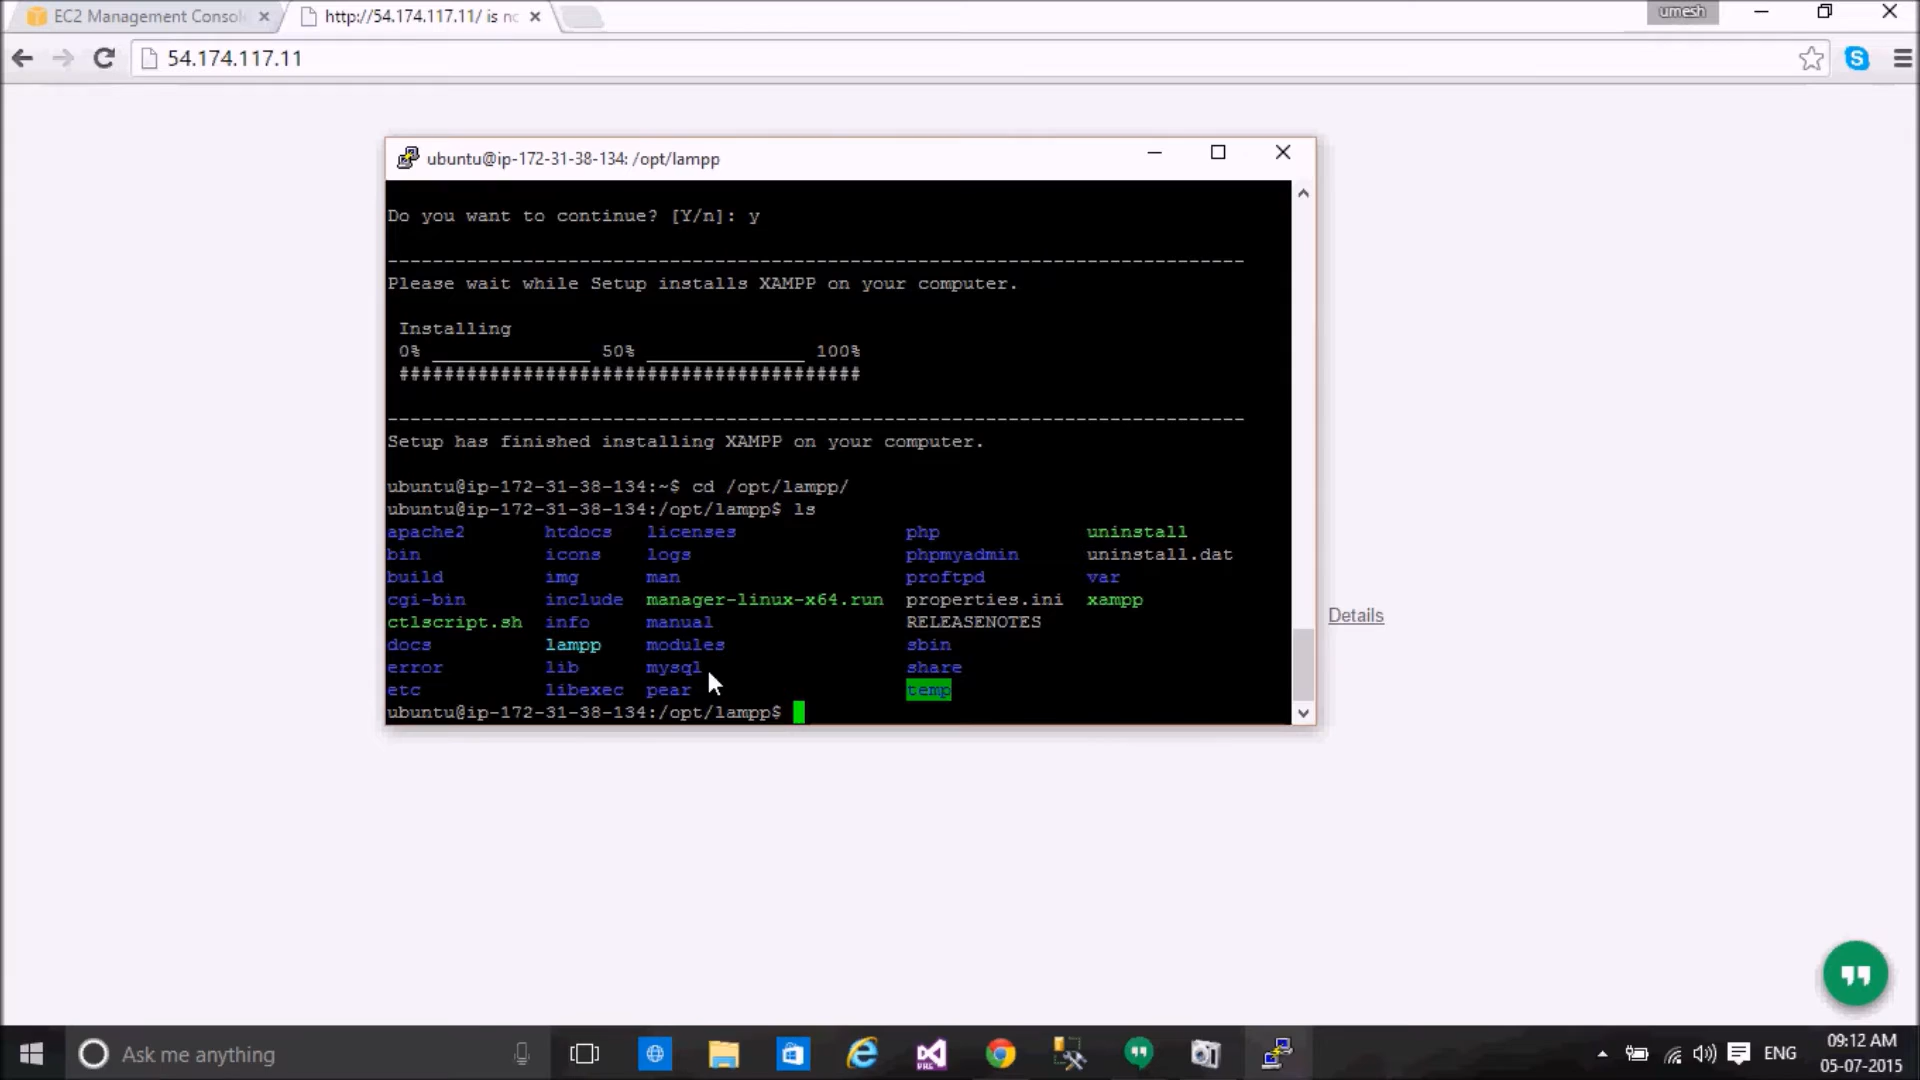 EC2 Management Consol
http://54.174.117.11/ is no
umesh
54.174.117.11
ubuntu@ip-172-31-38-134: /opt/lampp
Do you want to continue? [Y/n]: y
----------------------------------------------------------------------------
Please wait while Setup installs XAMPP on your computer.
Installing
0% ______________ 50% ______________ 100%
#########################################
----------------------------------------------------------------------------
Setup has finished installing XAMPP on your computer.
ubuntu@ip-172-31-38-134:~$ cd /opt/lampp/
ubuntu@ip-172-31-38-134:/opt/lampp$ ls
apache2 htdocs licenses php uninstall
bin icons logs phpmyadmin uninstall.dat
build img man proftpd var
cgi-bin include manager-linux-x64.run properties.ini xampp
ctlscript.sh info manual RELEASENOTES
docs lampp modules sbin
error lib mysql share
etc libexec pear temp
ubuntu@ip-172-31-38-134:/opt/lampp$
Details
Ask me anything
ENG
09:12 AM
05-07-2015